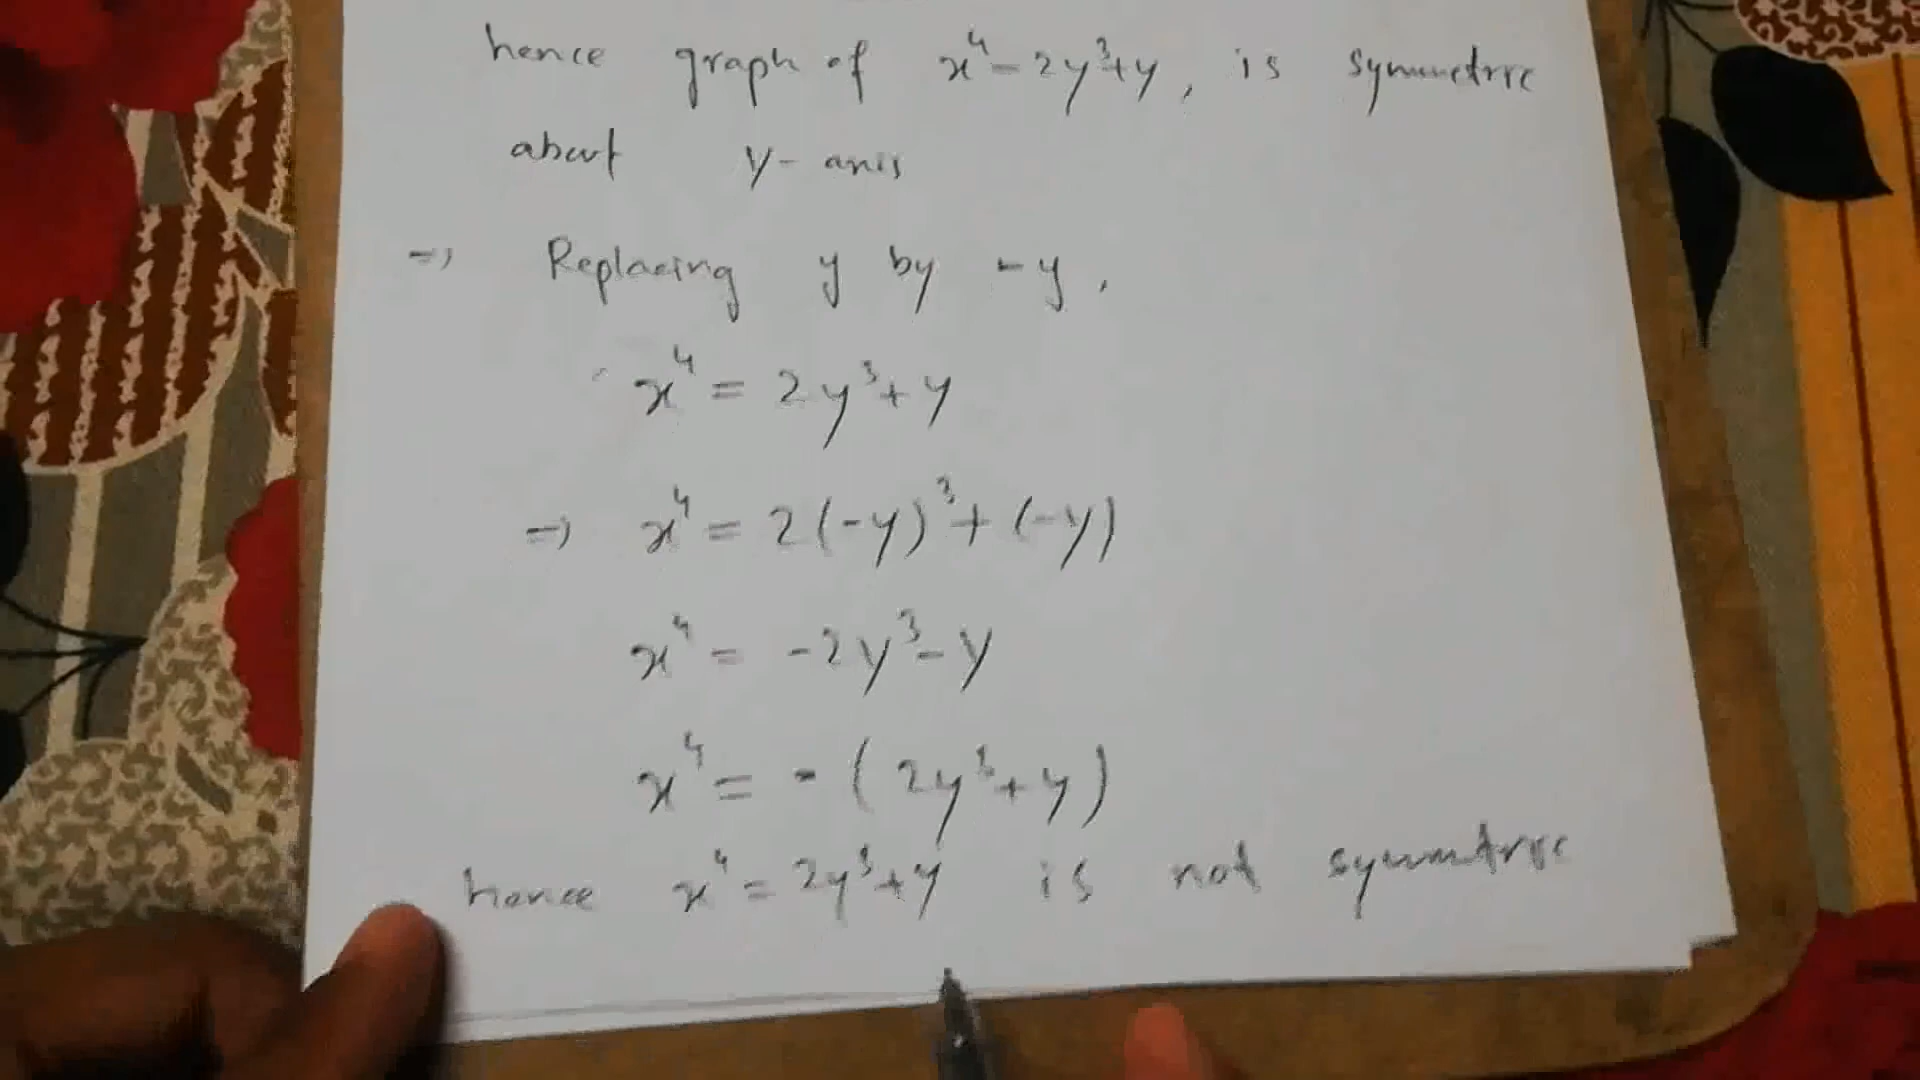 hence graph of x⁴ - 2y³ + y, is symmetric
about y-axis
=> Replacing y by -y,
x⁴ = 2y³ + y
=> x⁴ = 2(-y)³ + (-y)
x⁴ = -2y³ - y
x⁴ = -(2y³ + y)
hence x⁴ = 2y³ + y is not symmetric